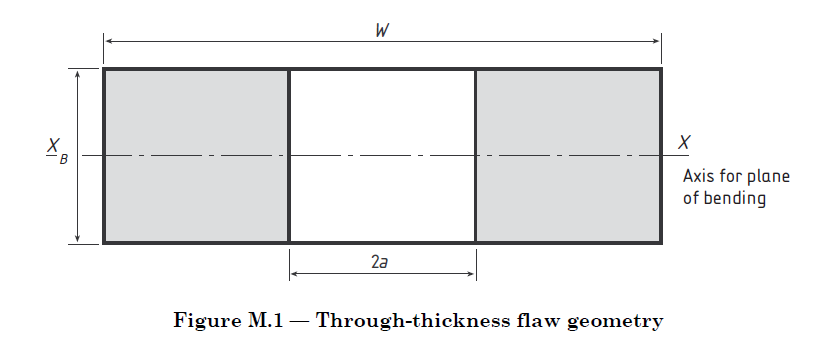 W
X
B
X
Axis for plane
of bending
2a
Figure M.1 — Through-thickness flaw geometry